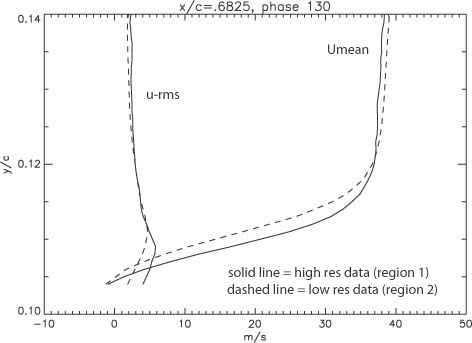 x/c=.6825, phase 130
0.14
Umean
u-rms
0.12
y/c
solid line = high res data (region 1)
dashed line = low res data (region 2)
0.10
-10 0 10 20 30 40 50
m/s